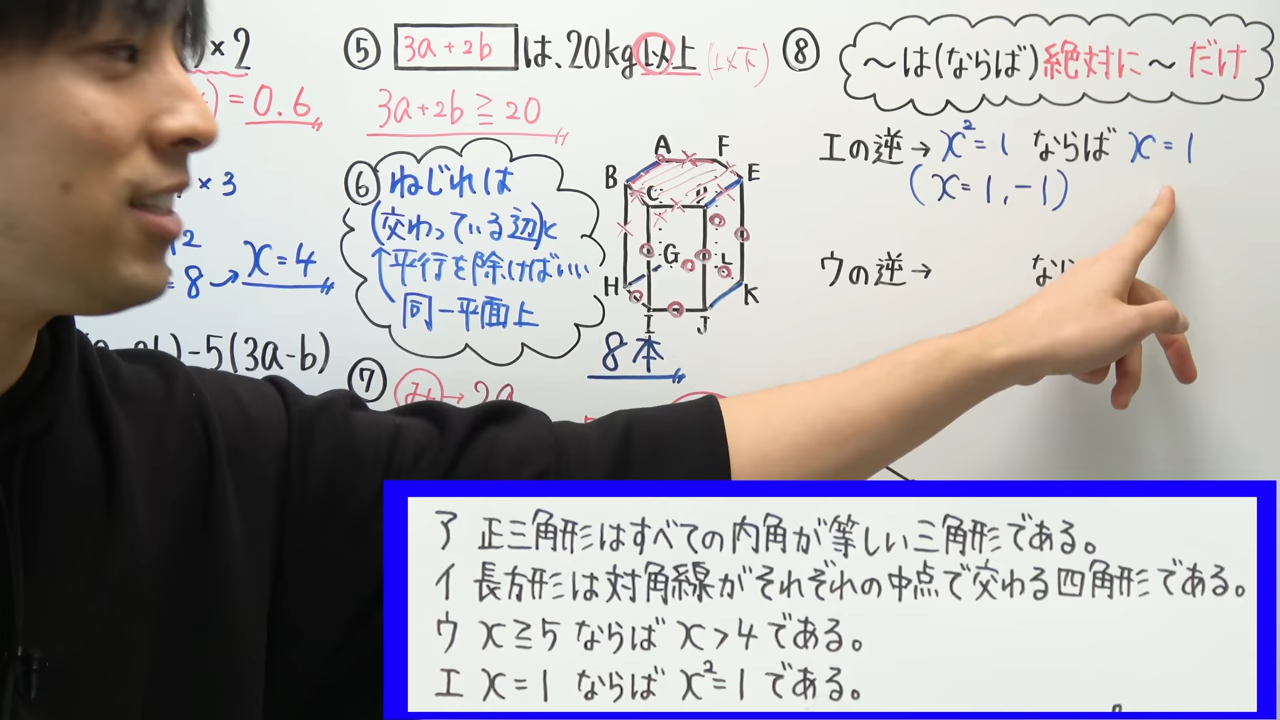 ×2
) = 0.6
×3
= 8 → x=4
)-5(3a-b)
⑤ 3a+2b は、20kg以上 (以下)
3a+2b ≧ 20
⑥ ねじれは
(交わっている辺)と
↑平行を除けばいい
同一平面上
A
F
B
E
C
G
L
H
K
I
J
8本
⑦
→ 2a
⑧ ～は(ならば)絶対に～だけ
エの逆→ x²=1 ならば x=1
(x=1,-1)
ウの逆→ なら
ア 正三角形はすべての内角が等しい三角形である。
イ 長方形は対角線がそれぞれの中点で交わる四角形である。
ウ x≧5 ならば x>4 である。
エ x=1 ならば x²=1 である。